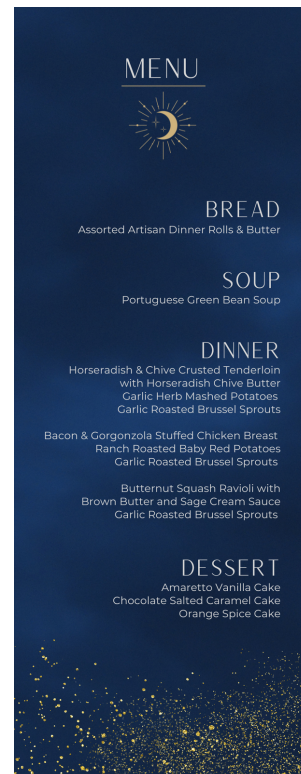 MENU
BREAD
Assorted Artisan Dinner Rolls & Butter
SOUP
Portuguese Green Bean Soup
DINNER
Horseradish & Chive Crusted Tenderloin
with Horseradish Chive Butter
Garlic Herb Mashed Potatoes
Garlic Roasted Brussel Sprouts
Bacon & Gorgonzola Stuffed Chicken Breast
Ranch Roasted Baby Red Potatoes
Garlic Roasted Brussel Sprouts
Butternut Squash Ravioli with
Brown Butter and Sage Cream Sauce
Garlic Roasted Brussel Sprouts
DESSERT
Amaretto Vanilla Cake
Chocolate Salted Caramel Cake
Orange Spice Cake